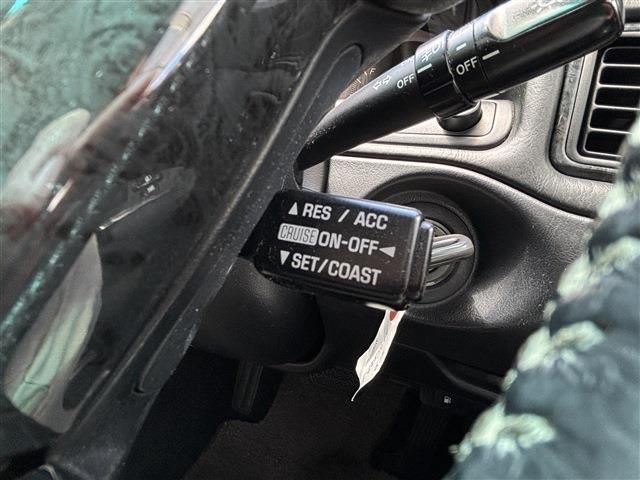 OFF
OFF
▲ RES / ACC
CRUISE ON-OFF ◄
▼ SET/COAST